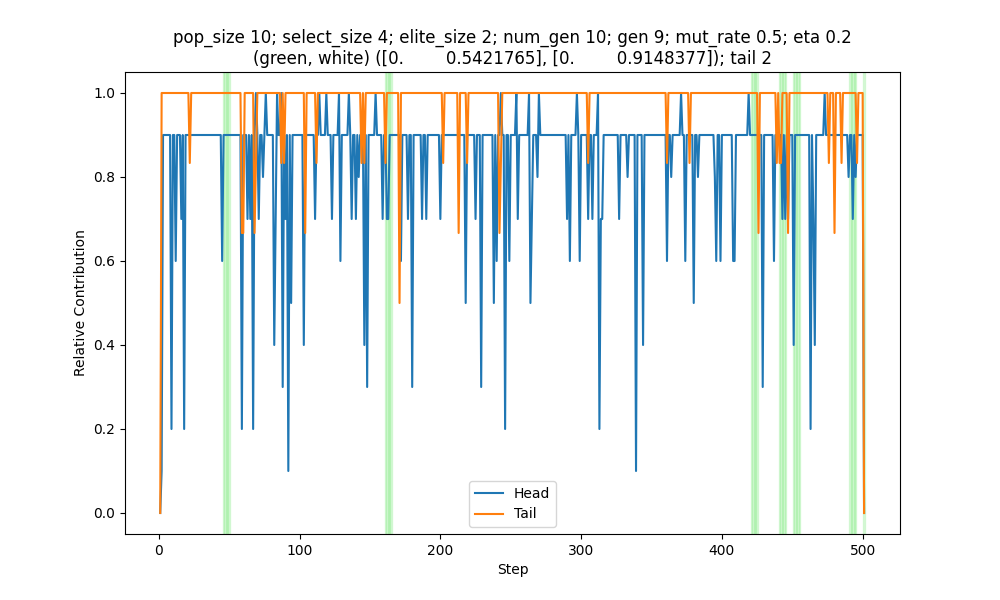 pop_size 10; select_size 4; elite_size 2; num_gen 10; gen 9; mut_rate 0.5; eta 0.2
(green, white) ([0.        0.5421765], [0.        0.9148377]); tail 2
1.0
0.8
0.6
0.4
0.2
0.0
Relative Contribution
Head
Tail
0
100
200
300
400
500
Step